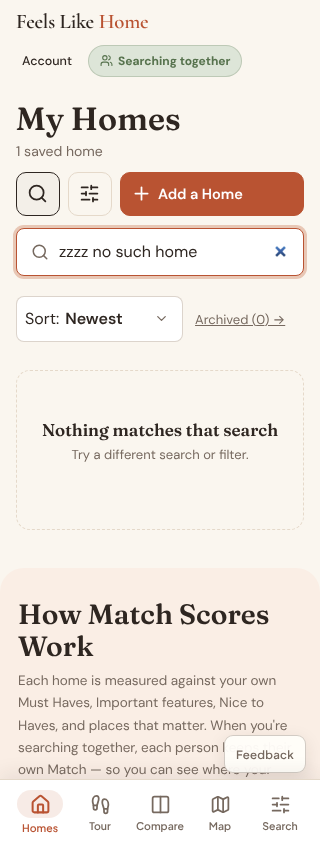 Feels Like Home
Account
Searching together
My Homes
1 saved home
Add a Home
zzzz no such home
Sort: Newest
Archived (0) →
Nothing matches that search
Try a different search or filter.
How Match Scores
Work
Each home is measured against your own
Must Haves, Important features, Nice to
Haves, and places that matter. When you're
searching together, each person
own Match — so you can see where your
Feedback
Homes
Tour
Compare
Map
Search